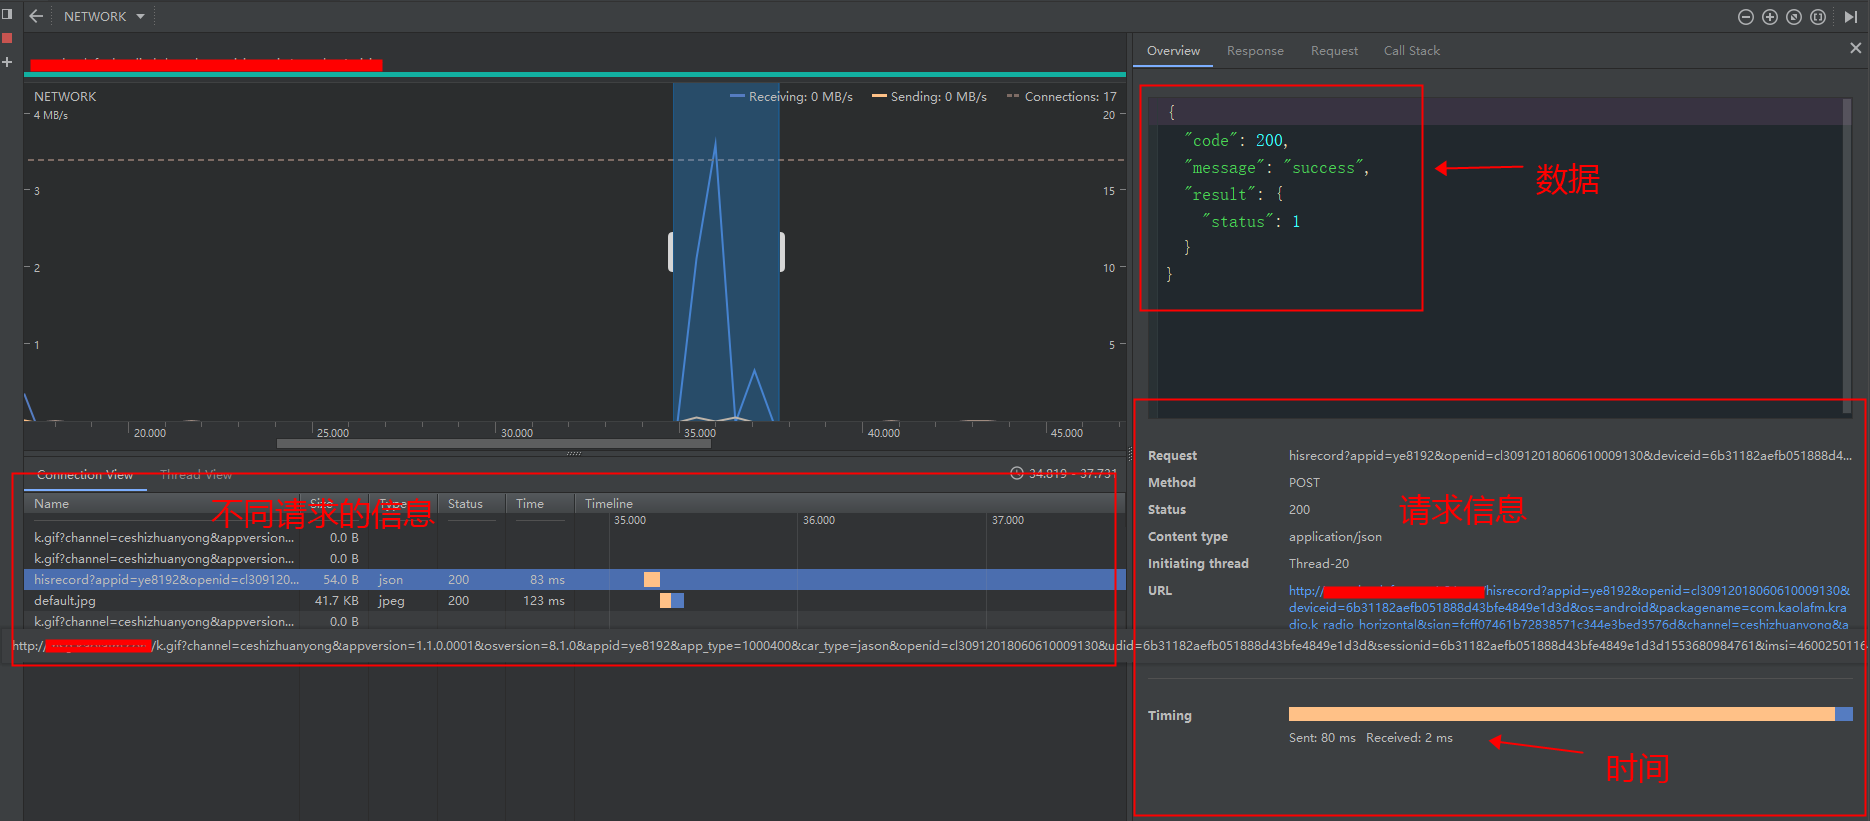 NETWORK
Overview Response Request Call Stack
NETWORK
Receiving: 0 MB/s Sending: 0 MB/s Connections: 17
4 MB/s
20
3
15
2
10
1
5
20.000 25.000 30.000 35.000 40.000 45.000
{
"code": 200,
"message": "success",
"result": {
"status": 1
}
}
数据
Connection View Thread View 34.819 - 37.731
Name Size Type Status Time Timeline
不同请求的信息
35.000 36.000 37.000
k.gif?channel=ceshizhuanyong&appversion... 0.0 B
k.gif?channel=ceshizhuanyong&appversion... 0.0 B
hisrecord?appid=ye8192&openid=cl309120... 54.0 B json 200 83 ms
default.jpg 41.7 KB jpeg 200 123 ms
k.gif?channel=ceshizhuanyong&appversion... 0.0 B
http:// /k.gif?channel=ceshizhuanyong&appversion=1.1.0.0001&osversion=8.1.0&appid=ye8192&app_type=1000400&car_type=jason&openid=cl30912018060610009130&udid=6b31182aefb051888d43bfe4849e1d3d&sessionid=6b31182aefb051888d43bfe4849e1d3d1553680984761&imsi=4600250116
Request hisrecord?appid=ye8192&openid=cl30912018060610009130&deviceid=6b31182aefb051888d4...
Method POST
Status 200
请求信息
Content type application/json
Initiating thread Thread-20
URL http:// /hisrecord?appid=ye8192&openid=cl30912018060610009130&
deviceid=6b31182aefb051888d43bfe4849e1d3d&os=android&packagename=com.kaolafm.kra
dio.k_radio_horizontal&sign=fcff07461b72838571c344e3bed3576d&channel=ceshizhuanyong&a
Timing
Sent: 80 ms Received: 2 ms
时间